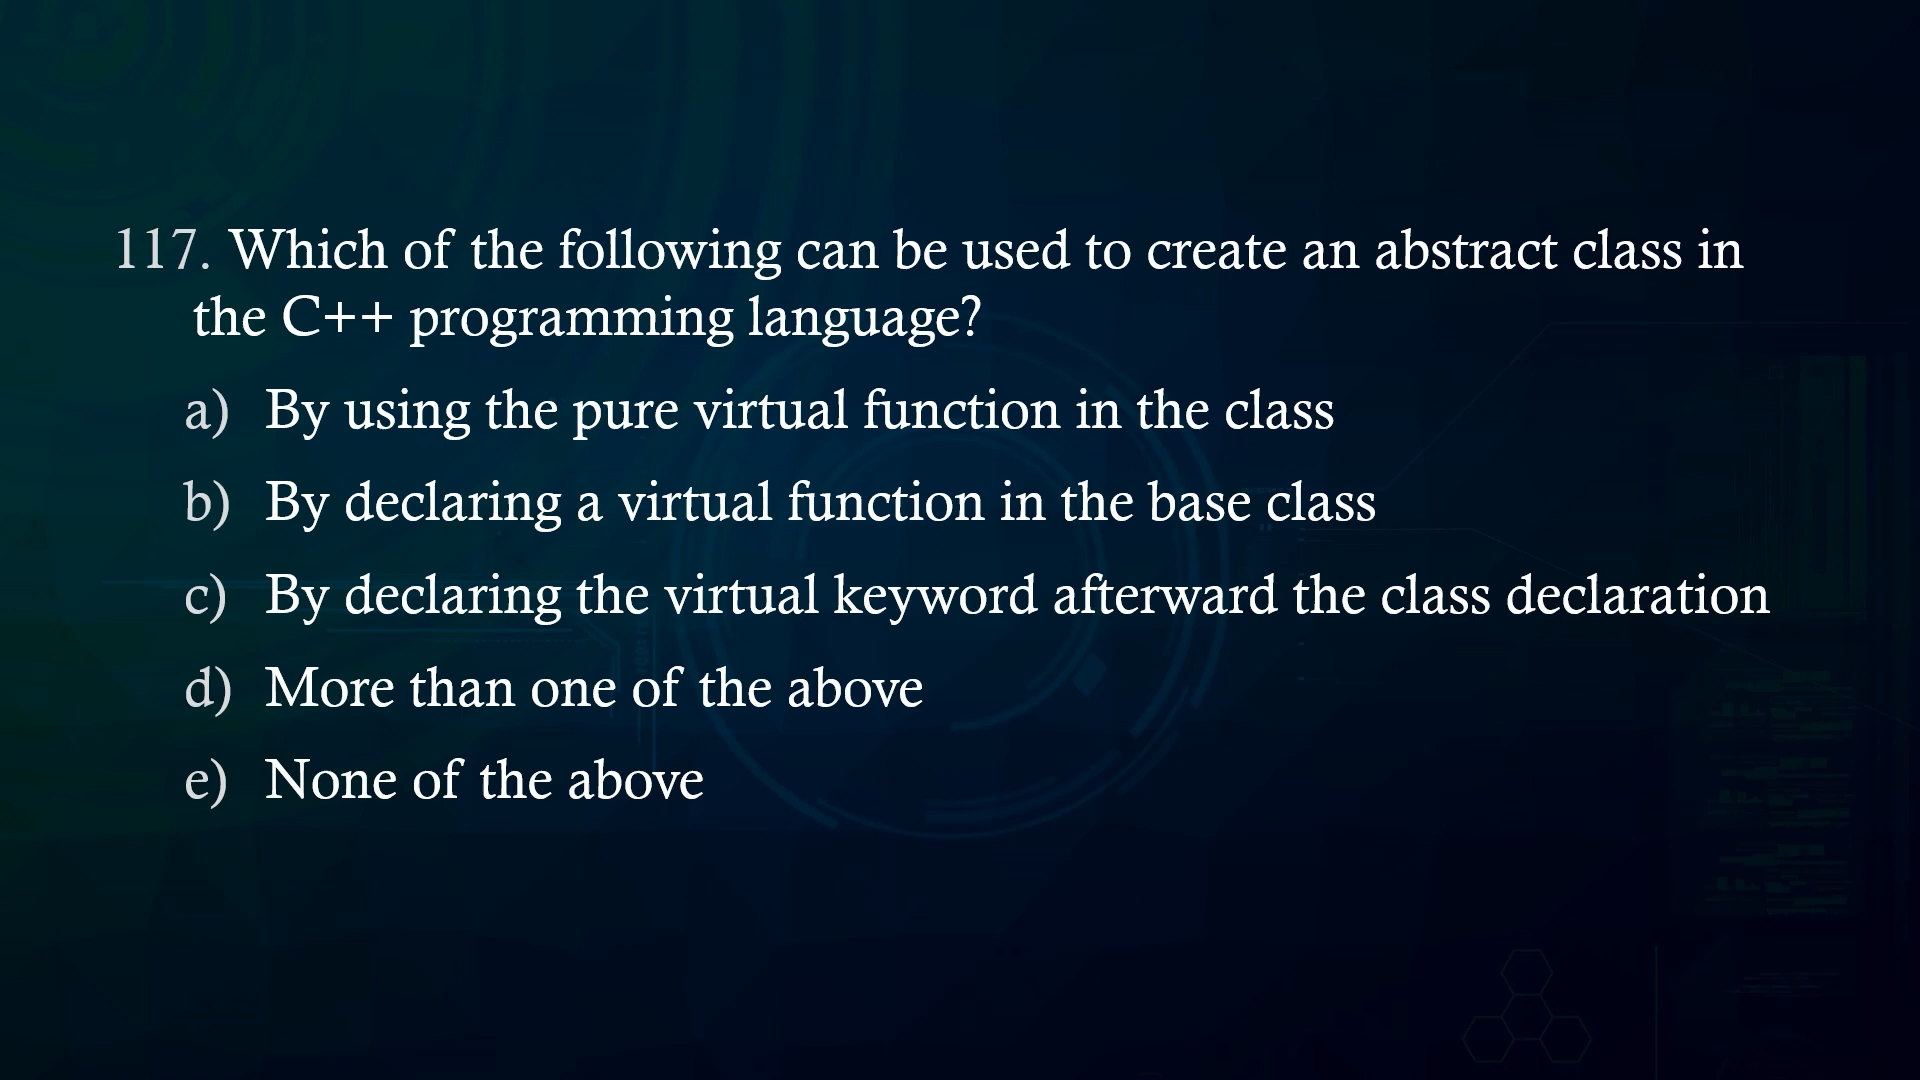 117. Which of the following can be used to create an abstract class in
the C++ programming language?
a) By using the pure virtual function in the class
b) By declaring a virtual function in the base class
c) By declaring the virtual keyword afterward the class declaration
d) More than one of the above
e) None of the above